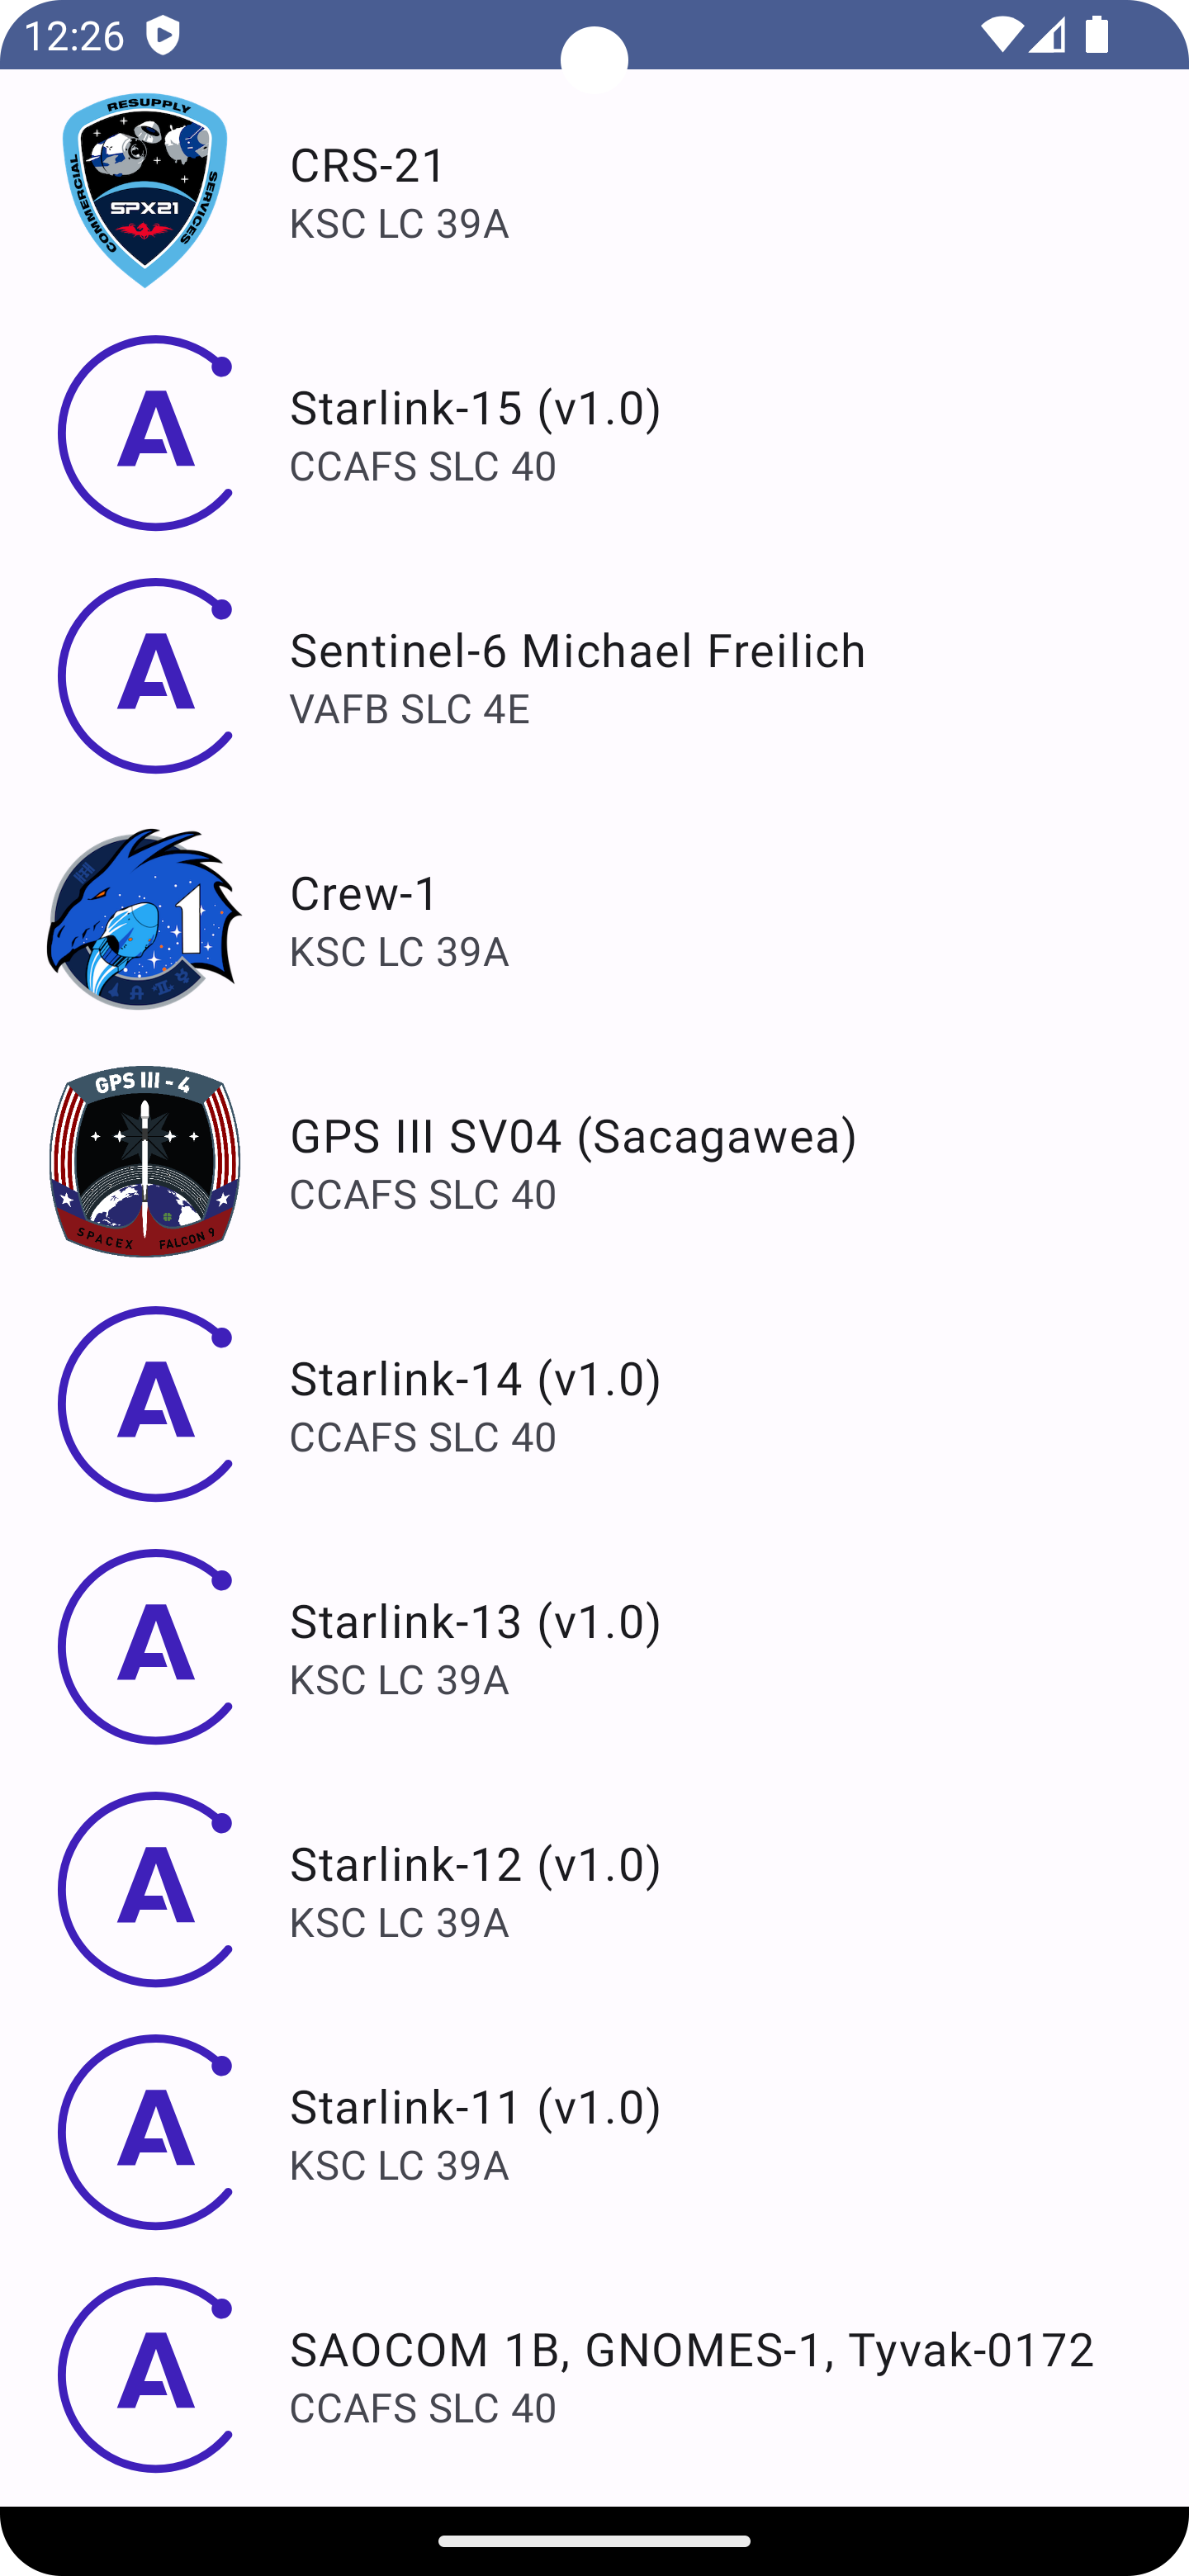 12:26
RESUPPLY
COMMERCIAL
SERVICES
SPX21
CRS-21
KSC LC 39A
A
Starlink-15 (v1.0)
CCAFS SLC 40
A
Sentinel-6 Michael Freilich
VAFB SLC 4E
1
Crew-1
KSC LC 39A
GPS III - 4
SPACEX FALCON 9
GPS III SV04 (Sacagawea)
CCAFS SLC 40
A
Starlink-14 (v1.0)
CCAFS SLC 40
A
Starlink-13 (v1.0)
KSC LC 39A
A
Starlink-12 (v1.0)
KSC LC 39A
A
Starlink-11 (v1.0)
KSC LC 39A
A
SAOCOM 1B, GNOMES-1, Tyvak-0172
CCAFS SLC 40